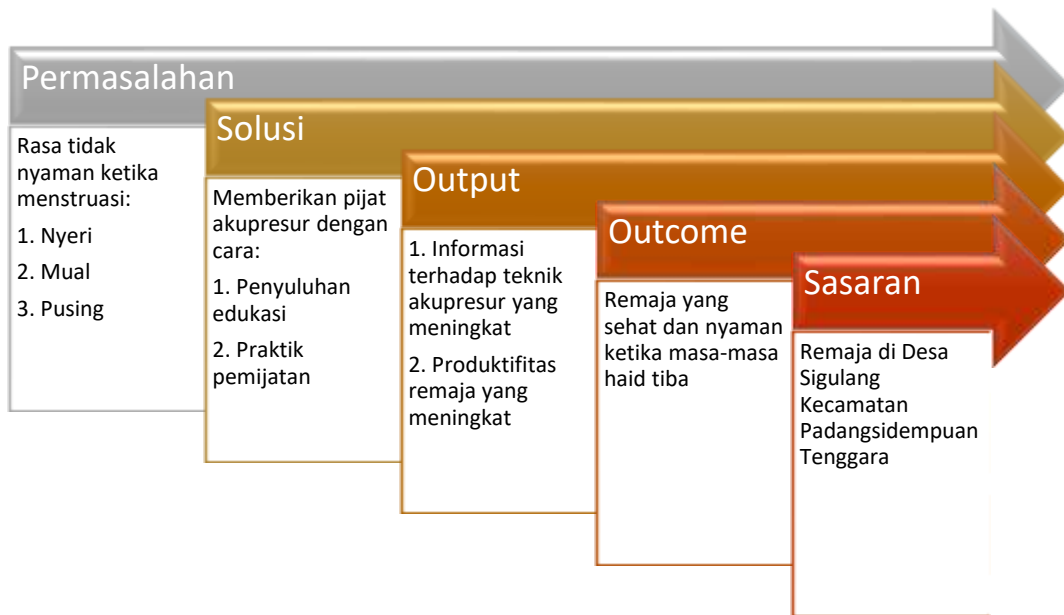 Permasalahan
Rasa tidak
nyaman ketika
menstruasi:
1. Nyeri
2. Mual
3. Pusing
Solusi
Memberikan pijat
akupresur dengan
cara:
1. Penyuluhan
edukasi
2. Praktik
pemijatan
Output
1. Informasi
terhadap teknik
akupresur yang
meningkat
2. Produktifitas
remaja yang
meningkat
Outcome
Remaja yang
sehat dan nyaman
ketika masa-masa
haid tiba
Sasaran
Remaja di Desa
Sigulang
Kecamatan
Padangsidempuan
Tenggara